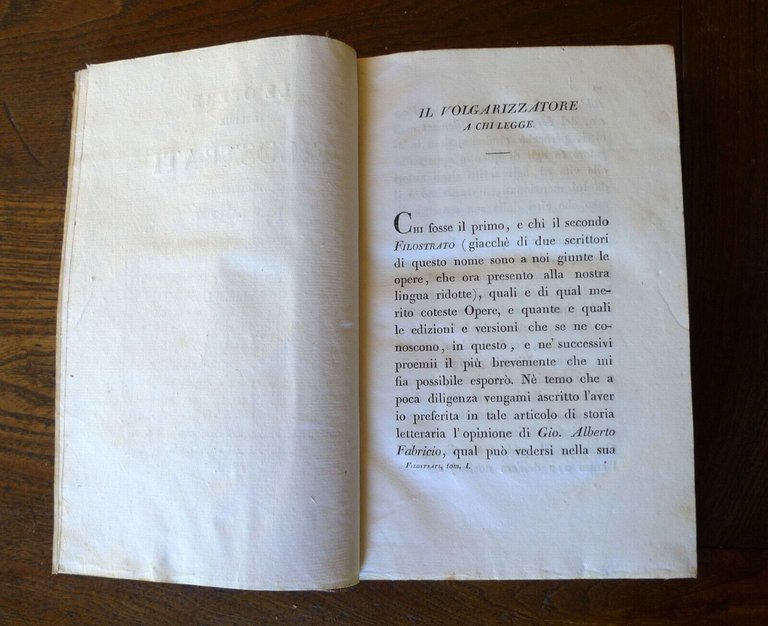 IL VOLGARIZZATORE
A CHI LEGGE.
CHI fosse il primo, e chi il secondo
FILOSTRATO (giacchè di due scrittori
di questo nome sono a noi giunte le
opere, che ora presento alla nostra
lingua ridotte), quali e di qual me-
rito coteste Opere, e quante e quali
le edizioni e versioni che se ne co-
noscono, in questo, e ne' successivi
proemii il più breviente che mi
sia possibile esporrò. Nè temo che a
poca diligenza vengami ascritto l'aver
io preferita in tale articolo di storia
letteraria l'opinione di Gio. Alberto
Fabricio, qual può vedersi nella sua
FILOSTRATI, tom. I.